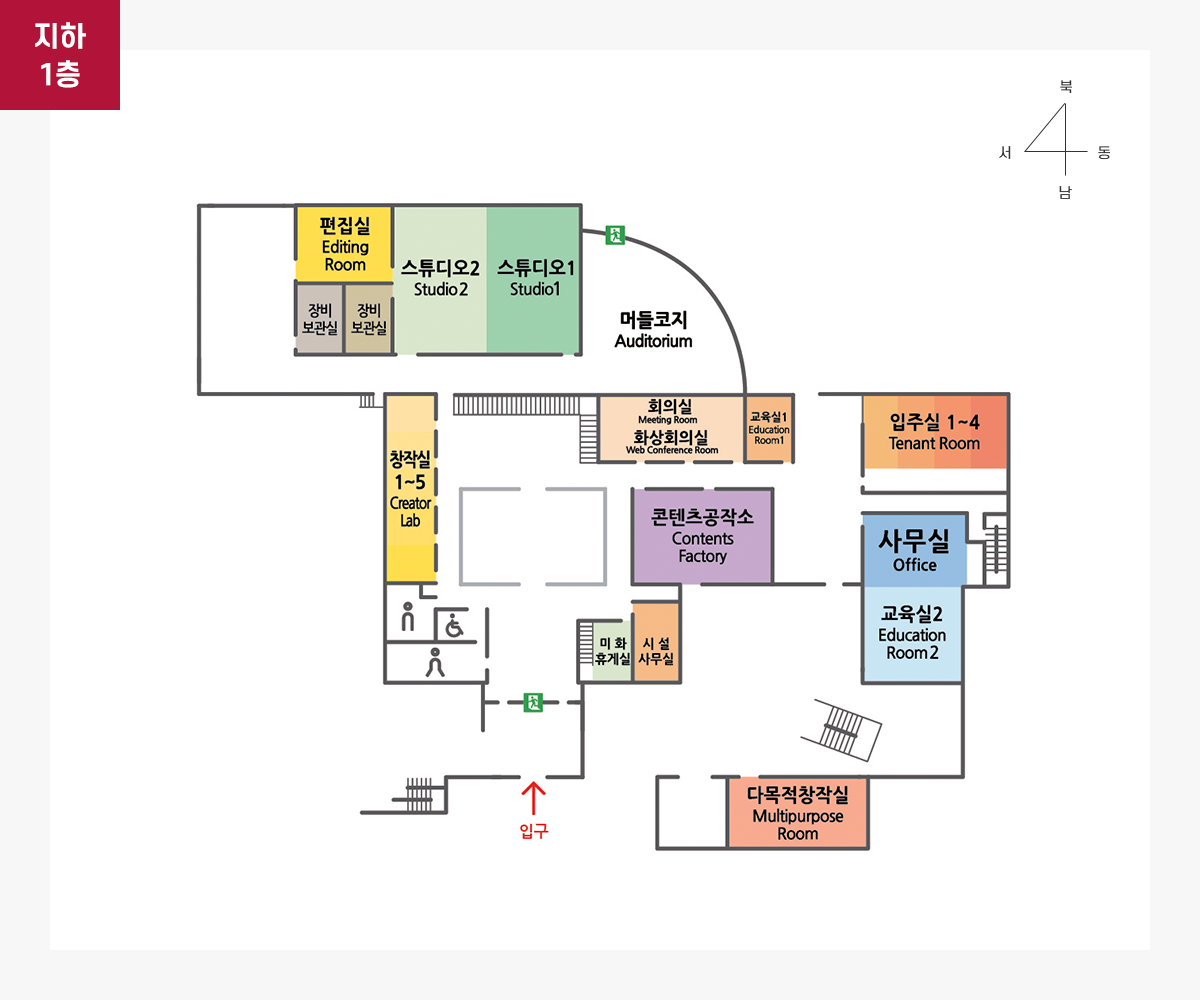 지하
1층
북
서
동
남
편집실
Editing
Room
스튜디오2
Studio2
스튜디오1
Studio1
장비
보관실
장비
보관실
머들코지
Auditorium
회의실
Meeting Room
화상회의실
Web Conference Room
교육실1
Education
Room1
입주실 1~4
Tenant Room
창작실
1~5
Creator
Lab
콘텐츠공작소
Contents
Factory
사무실
Office
교육실2
Education
Room2
미 화
휴게실
시 설
사무실
다목적창작실
Multipurpose
Room
입구